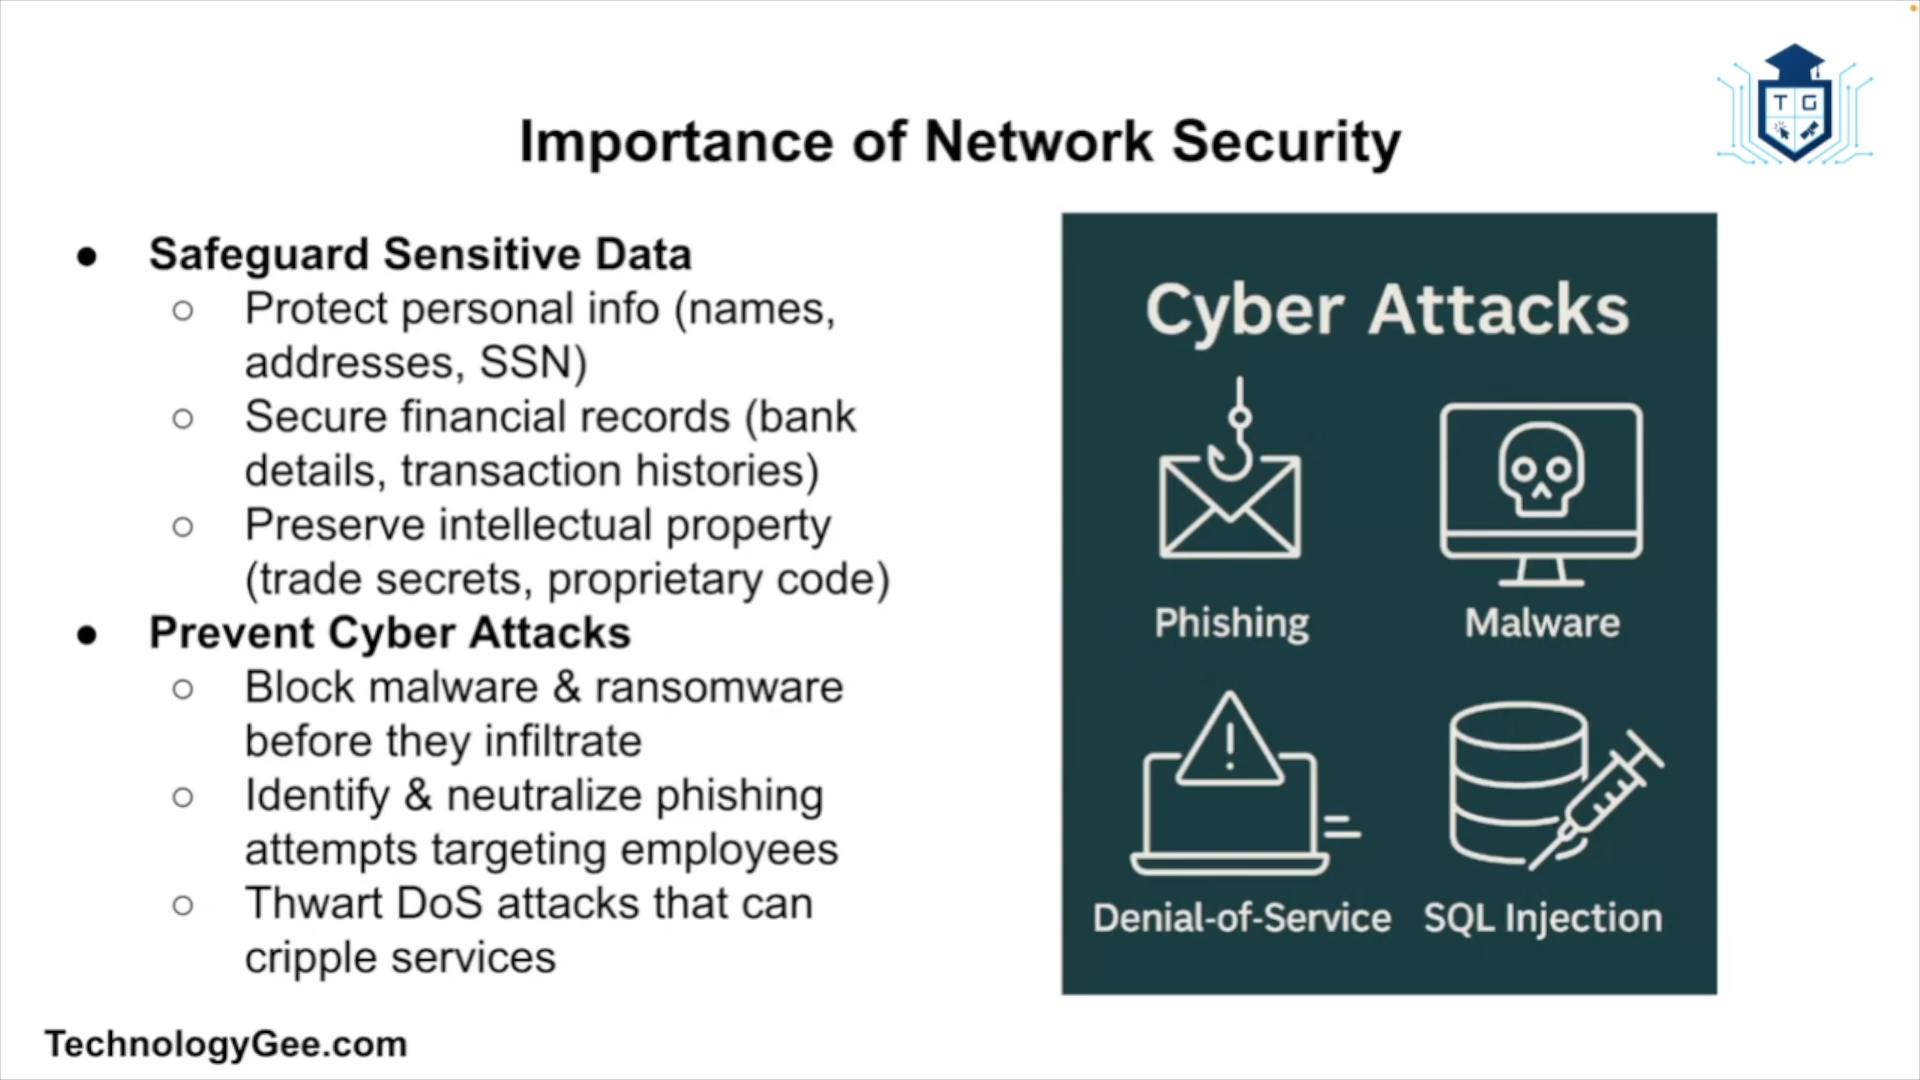 Importance of Network Security
T G
● Safeguard Sensitive Data
○ Protect personal info (names,
addresses, SSN)
○ Secure financial records (bank
details, transaction histories)
○ Preserve intellectual property
(trade secrets, proprietary code)
● Prevent Cyber Attacks
○ Block malware & ransomware
before they infiltrate
○ Identify & neutralize phishing
attempts targeting employees
○ Thwart DoS attacks that can
cripple services
Cyber Attacks
Phishing
Malware
Denial-of-Service
SQL Injection
TechnologyGee.com